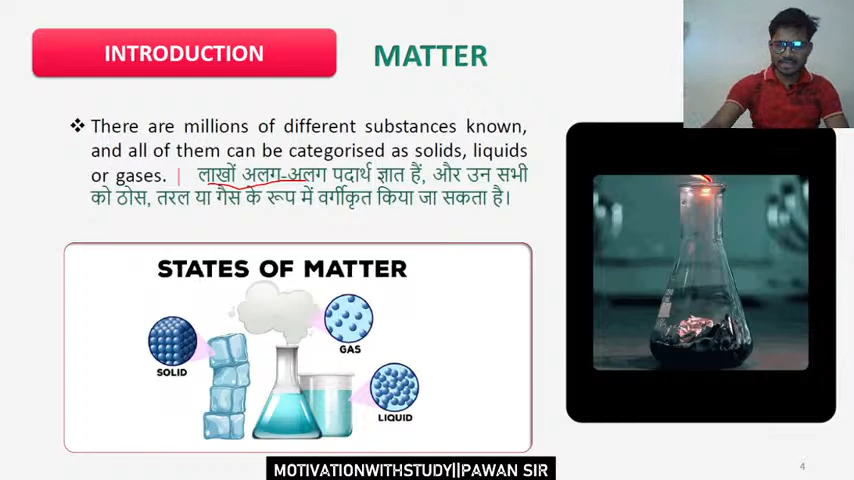 INTRODUCTION
MATTER
❖ There are millions of different substances known,
and all of them can be categorised as solids, liquids
or gases. | लाखों अलग-अलग पदार्थ ज्ञात हैं, और उन सभी
को ठोस, तरल या गैस के रूप में वर्गीकृत किया जा सकता है।
STATES OF MATTER
GAS
SOLID
LIQUID
MOTIVATIONWITHSTUDY||PAWAN SIR
4